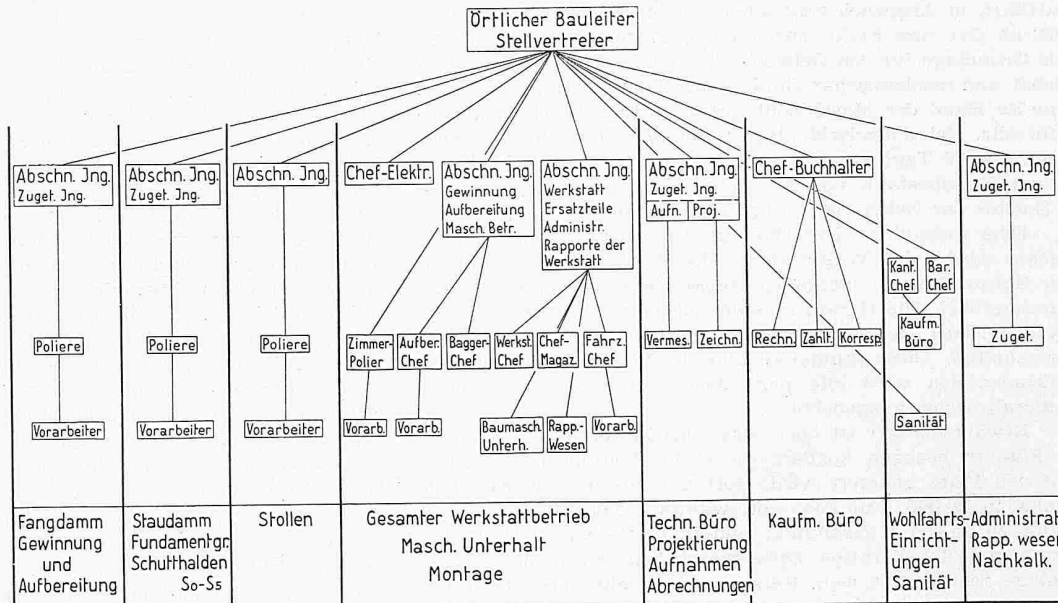 Örtlicher Bauleiter
Stellvertreter
Abschn. Jng.
Zuget. Jng.
Abschn. Jng.
Zuget. Jng.
Abschn. Jng.
Chef-Elektr.
Abschn. Jng.
Gewinnung
Aufbereitung
Masch. Betr.
Abschn. Jng.
Werkstatt
Ersatzteile
Administr.
Rapporte der
Werkstatt
Abschn. Jng.
Zuget. Jng.
Aufn. Proj.
Chef-Buchhalter
Abschn. Jng.
Zuget. Jng.
Kant.
Chef
Bar.
Chef
Kaufm.
Büro
Poliere
Poliere
Poliere
Zimmer-
Polier
Aufber.
Chef
Bagger-
Chef
Werkst.
Chef
Chef-
Magaz.
Fahrz.
Chef
Vermes.
Zeichn.
Rechn.
Zahlt.
Korresp.
Zuget.
Vorarbeiter
Vorarbeiter
Vorarbeiter
Vorarb.
Vorarb.
Baumasch.
Unterh.
Rapp.-
Wesen
Vorarb.
Sanität
Fangdamm
Gewinnung
und
Aufbereitung
Staudamm
Fundamentgr.
Schutthalden
So-Ss
Stollen
Gesamter Werkstattbetrieb
Masch. Unterhalt
Montage
Techn. Büro
Projektierung
Aufnahmen
Abrechnungen
Kaufm. Büro
Wohlfahrts-
Einricht-
ungen
Sanität
Administrat.
Rapp. wesen
Nachkalk.